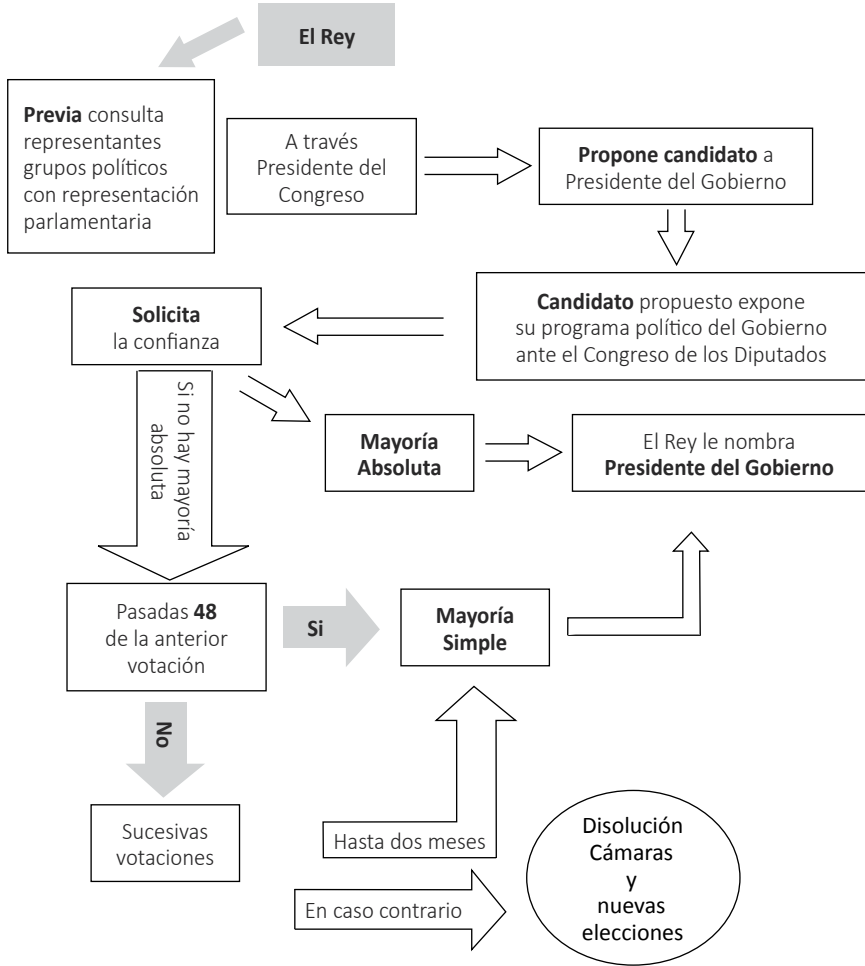 El Rey
Previa consulta
representantes
grupos políticos
con representación
parlamentaria
A través
Presidente del
Congreso
Propone candidato a
Presidente del Gobierno
Candidato propuesto expone
su programa político del Gobierno
ante el Congreso de los Diputados
Solicita
la confianza
Si no hay mayoría
absoluta
Mayoría
Absoluta
El Rey le nombra
Presidente del Gobierno
Pasadas 48
de la anterior
votación
Si
Mayoría
Simple
No
Sucesivas
votaciones
Hasta dos meses
En caso contrario
Disolución
Cámaras
y
nuevas
elecciones